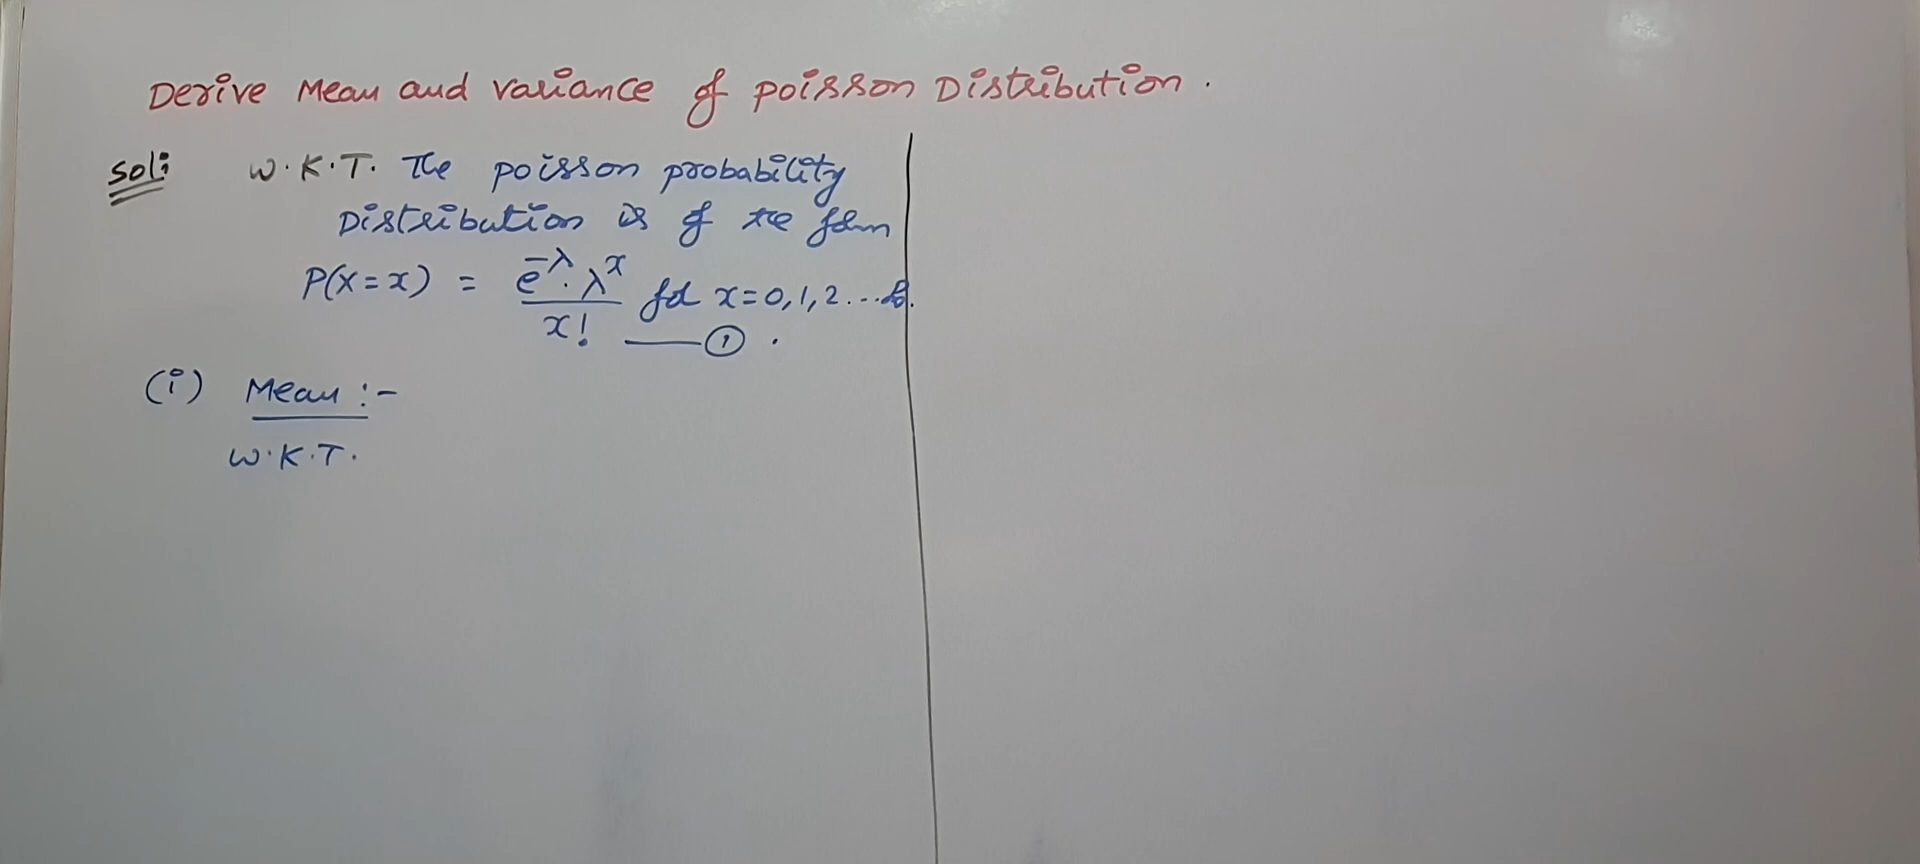 Derive Mean and variance of poisson Distribution.
Sol: W.K.T. The poisson probability
Distribution is of the form
P(X=x) = e^-λ . λ^x / x! for x=0,1,2...∞.
——① .
(i) Mean :-
W.K.T.